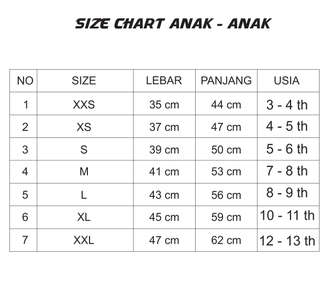 SIZE CHART ANAK - ANAK
NO SIZE LEBAR PANJANG USIA
1 XXS 35 cm 44 cm 3 - 4 th
2 XS 37 cm 47 cm 4 - 5 th
3 S 39 cm 50 cm 5 - 6 th
4 M 41 cm 53 cm 7 - 8 th
5 L 43 cm 56 cm 8 - 9 th
6 XL 45 cm 59 cm 10 - 11 th
7 XXL 47 cm 62 cm 12 - 13 th